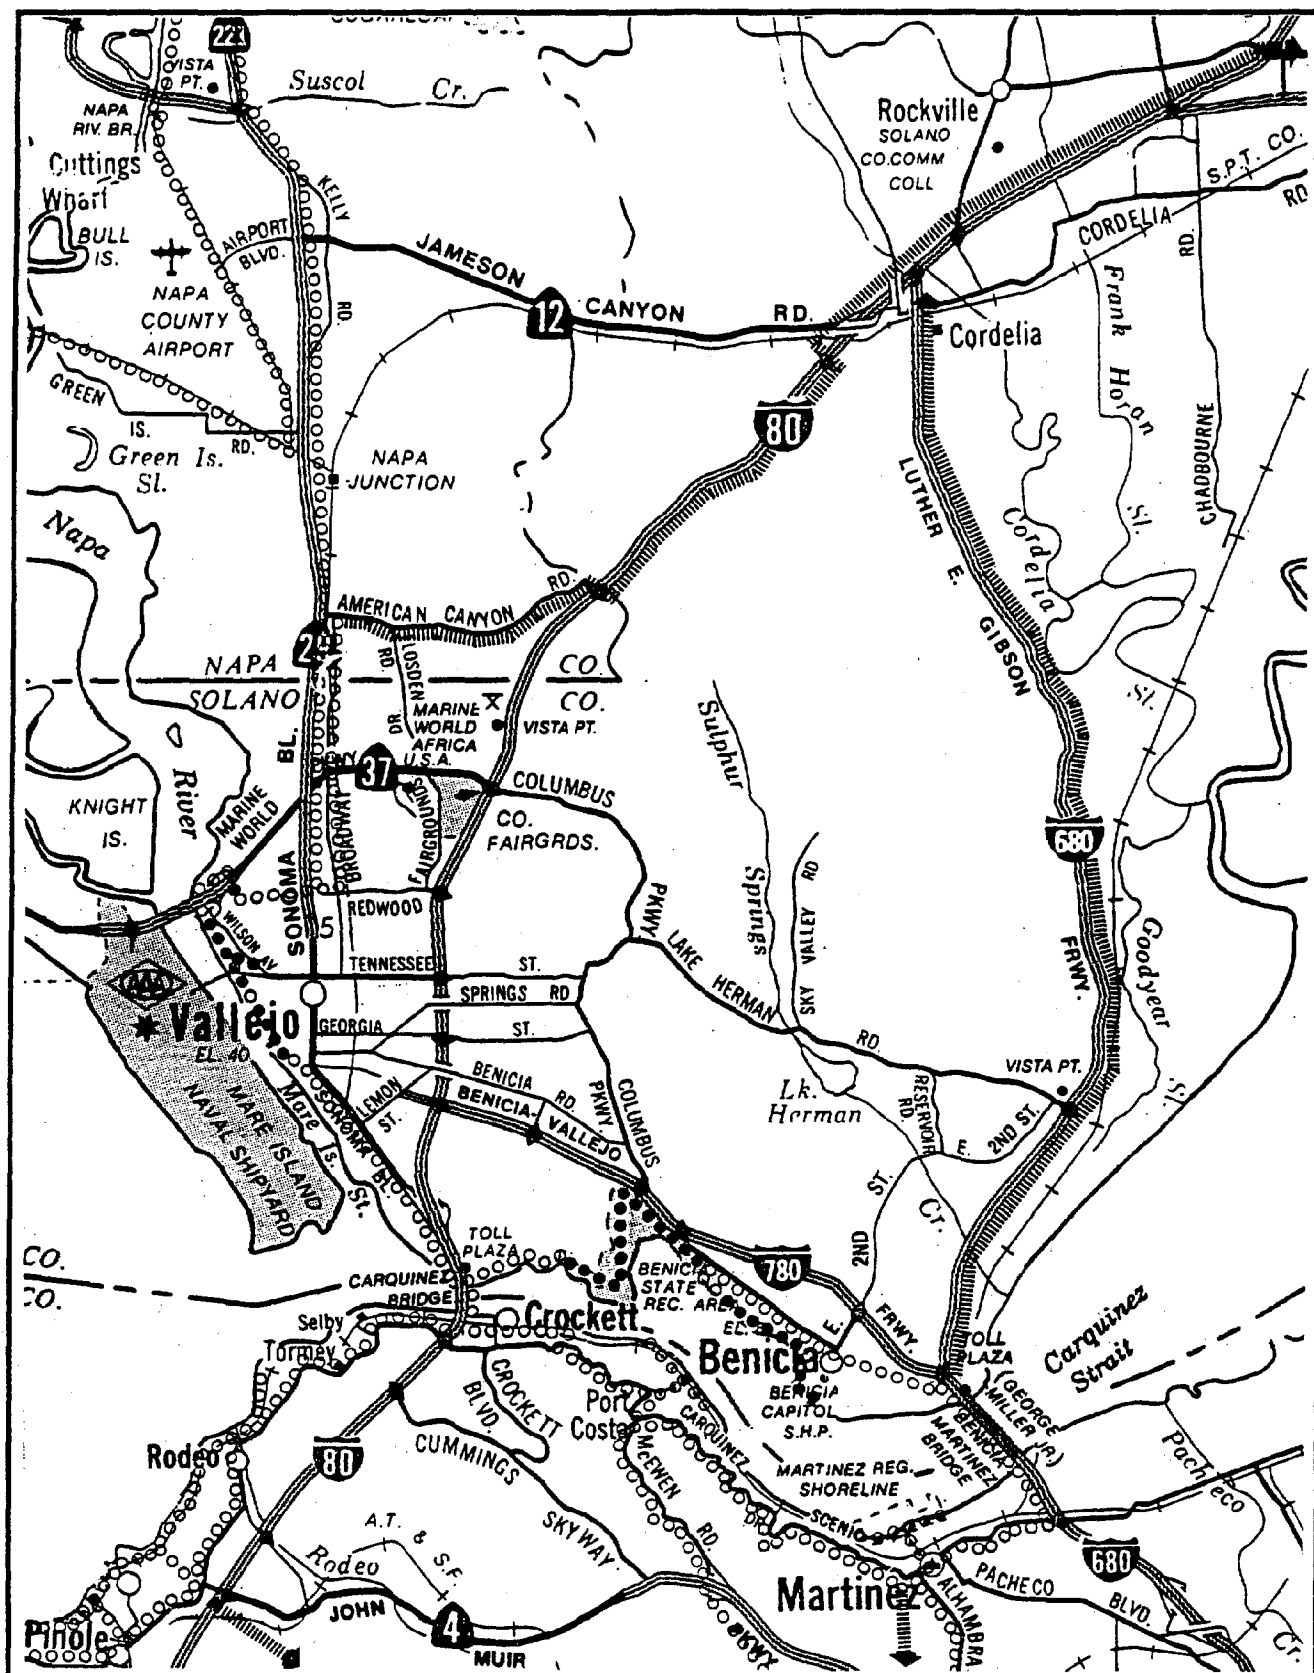 221
VISTA
PT.
Suscol Cr.
NAPA
RIV. BR.
Cuttings
Wharf
BULL
IS.
KELLY
RD.
AIRPORT
BLVD.
NAPA
COUNTY
AIRPORT
JAMESON
CANYON
RD.
12
Rockville
SOLANO
CO.COMM
COLL
S.P.T. CO.
CORDELIA
RD
RD.
CHADBOURNE
Cordelia
Frank Horan
Sl.
80
GREEN
IS.
RD.
Green Is.
Sl.
NAPA
JUNCTION
Napa
River
LUTHER E. GIBSON
FRWY.
Cordelia
Sl.
AMERICAN CANYON
RD.
29
NAPA CO.
SOLANO CO.
LOSDEN
RD.
RD
MARINE
WORLD
AFRICA
U.S.A.
VISTA PT.
BL.
37
COLUMBUS
PKWY
CO.
FAIRGRDS.
FAIRGROUNDS
BROADWAY
MARINE
WORLD
KNIGHT
IS.
SONOMA
REDWOOD
5
WILSON AV
TENNESSEE ST.
SPRINGS RD
GEORGIA ST.
AAA
Vallejo
EL. 40
MARE ISLAND
NAVAL SHIPYARD
Mare Is. St.
SONOMA BL.
LEMON
ST.
BENICIA RD.
BENICIA-
VALLEJO
COLUMBUS
PKWY
Sulphur
Springs
SKY VALLEY RD
LAKE
HERMAN
RD.
Lk.
Herman
RESERVOIR
RD.
VISTA PT.
E. 2ND ST.
2ND ST.
E.
Cr.
680
Goodyear
Sl.
CO.
CO.
TOLL
PLAZA
CARQUINEZ
BRIDGE
BENICIA
STATE
REC. AREA
780
FRWY.
Selby
Tormey
Crockett
EL.
Benicia
BENICIA
CAPITOL
S.H.P.
TOLL
PLAZA
(GEORGE
MILLER JR.)
BENICIA
MARTINEZ
BRIDGE
Carquinez
Strait
CROCKETT
BLVD.
Port
Costa
CUMMINGS
SKYWAY
McEWEN
RD.
CARQUINEZ
SCENIC
DR.
MARTINEZ REG.
SHORELINE
Pacheco
Cr.
Rodeo
80
A.T. & S.F.
Rodeo
JOHN
MUIR
4
PKWY
Martinez
PACHECO
BLVD.
ALHAMBRA
680
Pinole